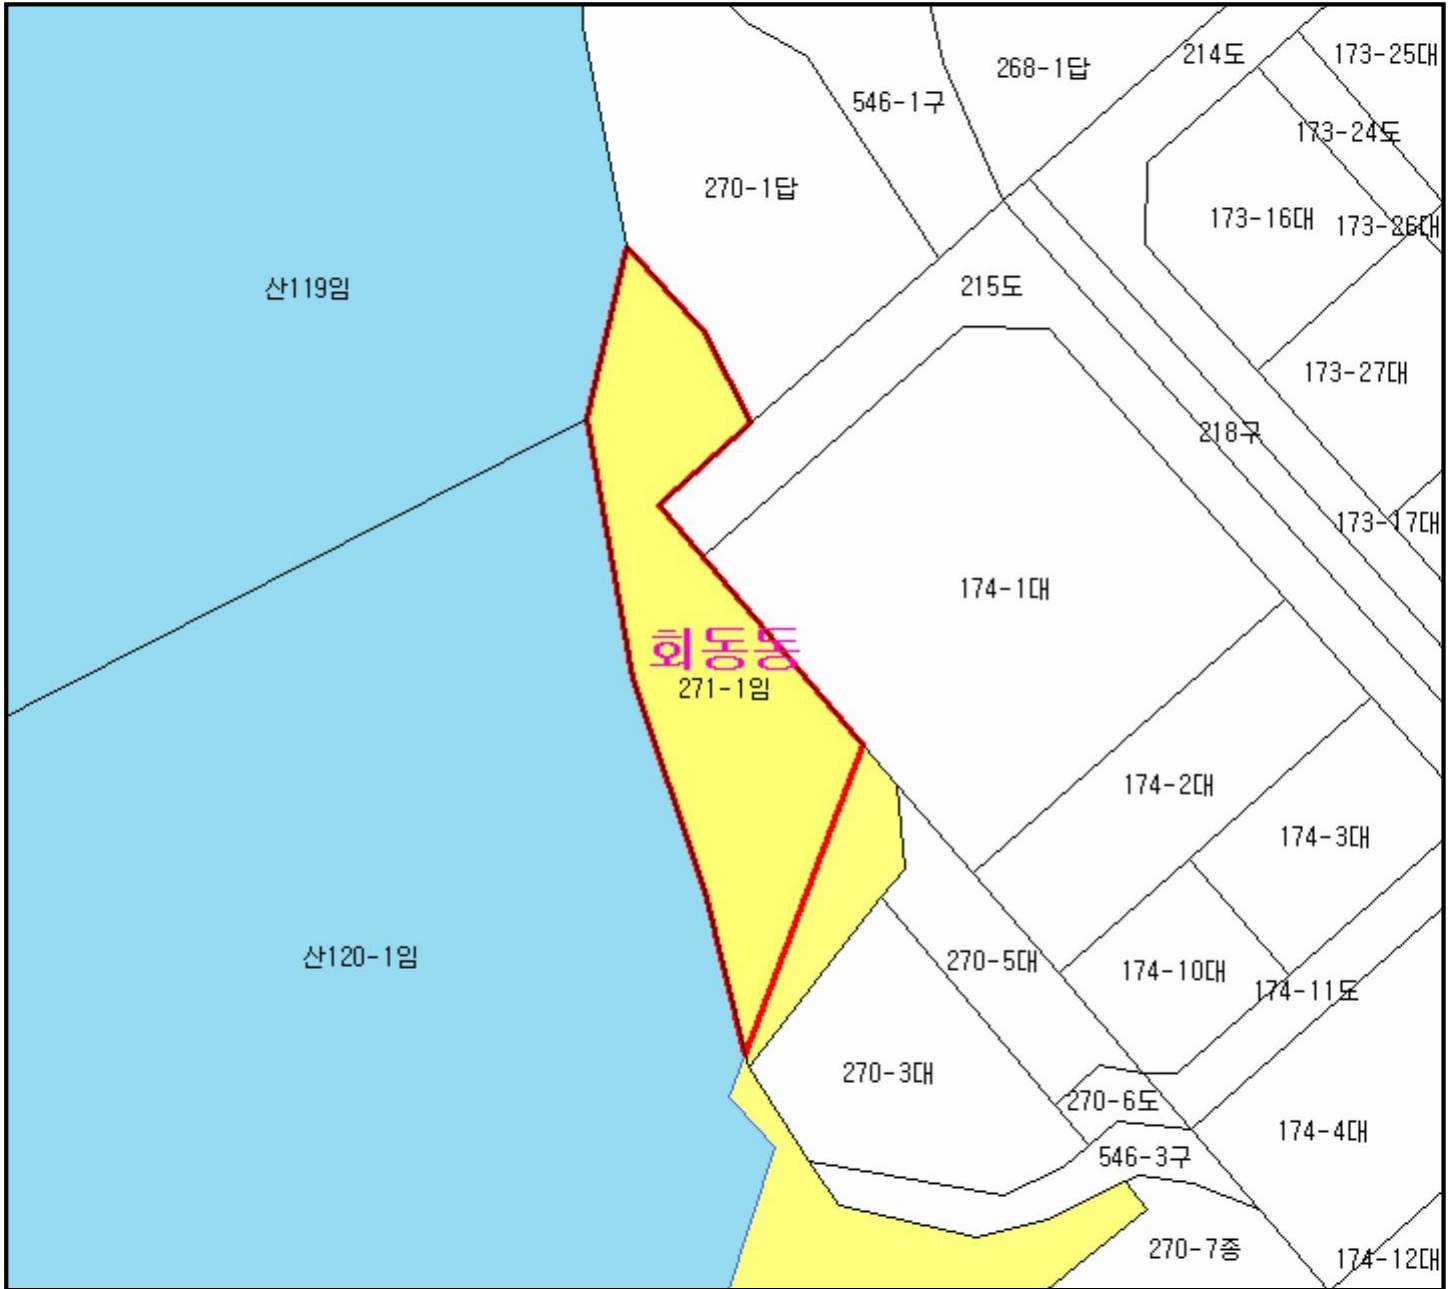 214도
173-25대
268-1답
546-1구
173-24도
270-1답
173-16대
173-26대
산119임
215도
173-27대
218구
173-17대
174-1대
회동동
271-1임
174-2대
174-3대
산120-1임
270-5대
174-10대
174-11도
270-3대
270-6도
174-4대
546-3구
270-7종
174-12대